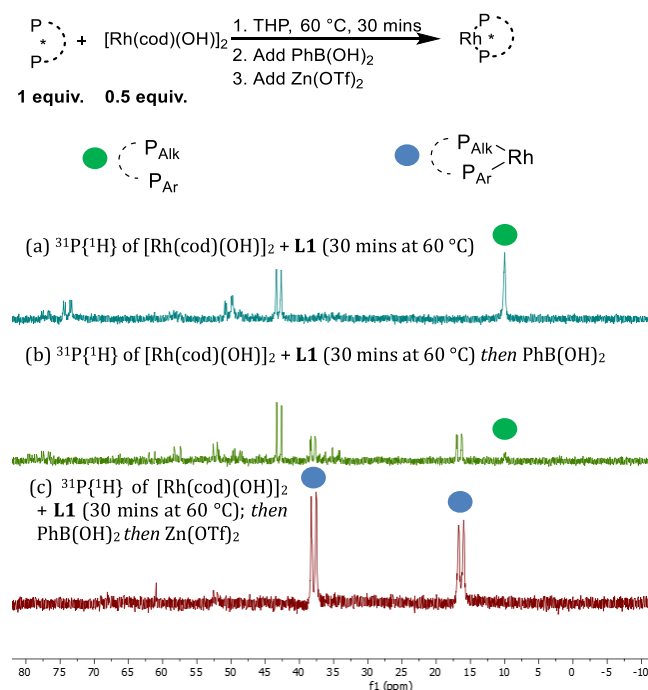 P
*
P
+
[Rh(cod)(OH)]₂
1. THP, 60 °C, 30 mins
2. Add PhB(OH)₂
3. Add Zn(OTf)₂
P
Rh *
P
1 equiv. 0.5 equiv.
P_Alk
P_Ar
P_Alk
Rh
P_Ar
(a) ³¹P{¹H} of [Rh(cod)(OH)]₂ + L1 (30 mins at 60 °C)
(b) ³¹P{¹H} of [Rh(cod)(OH)]₂ + L1 (30 mins at 60 °C) then PhB(OH)₂
(c) ³¹P{¹H} of [Rh(cod)(OH)]₂
+ L1 (30 mins at 60 °C); then
PhB(OH)₂ then Zn(OTf)₂
80 75 70 65 60 55 50 45 40 35 30 25 20 15 10 5 0 -5 -10
f1 (ppm)